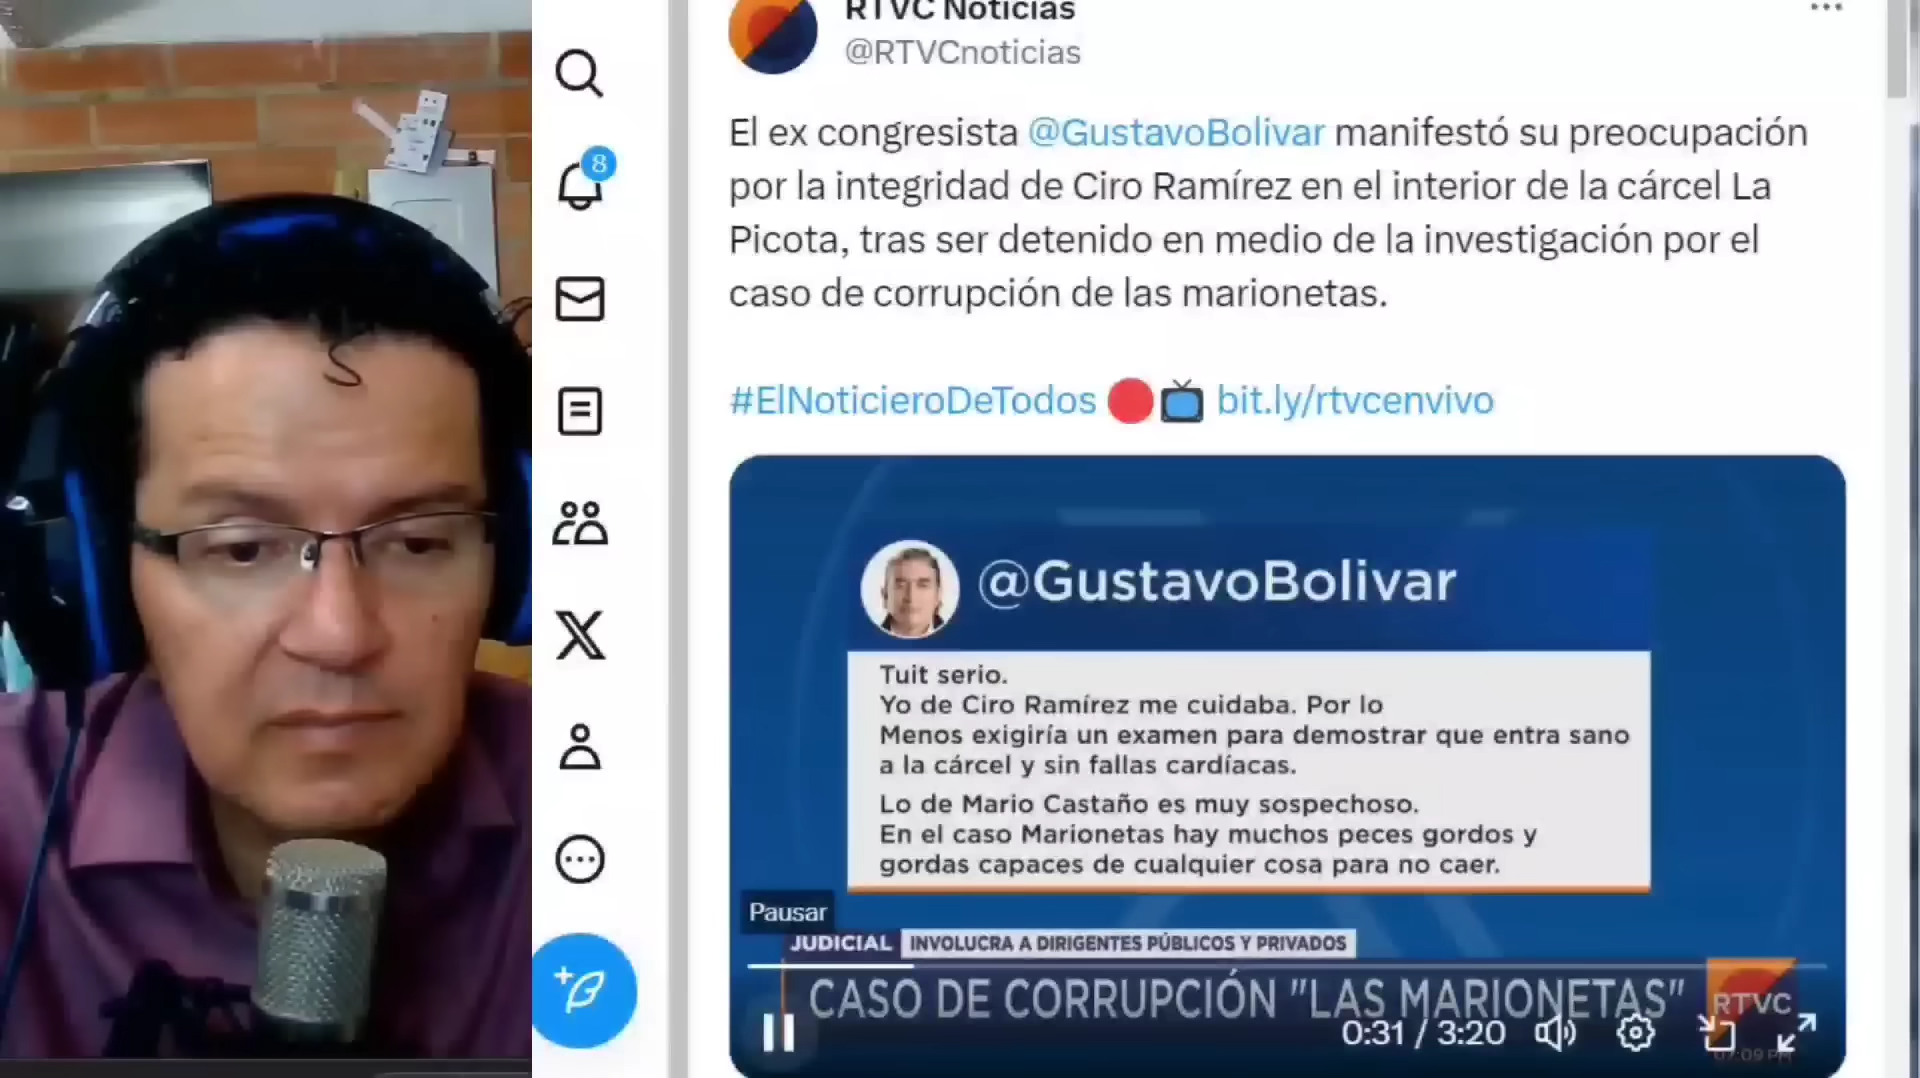 RTVC Noticias
@RTVCnoticias
El ex congresista @GustavoBolivar manifestó su preocupación
por la integridad de Ciro Ramírez en el interior de la cárcel La
Picota, tras ser detenido en medio de la investigación por el
caso de corrupción de las marionetas.
#ElNoticieroDeTodos bit.ly/rtvcenvivo
8
@GustavoBolivar
Tuit serio.
Yo de Ciro Ramírez me cuidaba. Por lo
Menos exigiría un examen para demostrar que entra sano
a la cárcel y sin fallas cardíacas.
Lo de Mario Castaño es muy sospechoso.
En el caso Marionetas hay muchos peces gordos y
gordas capaces de cualquier cosa para no caer.
Pausar
JUDICIAL INVOLUCRA A DIRIGENTES PÚBLICOS Y PRIVADOS
CASO DE CORRUPCIÓN "LAS MARIONETAS"
RTVC
0:31 / 3:20
07:09 PM